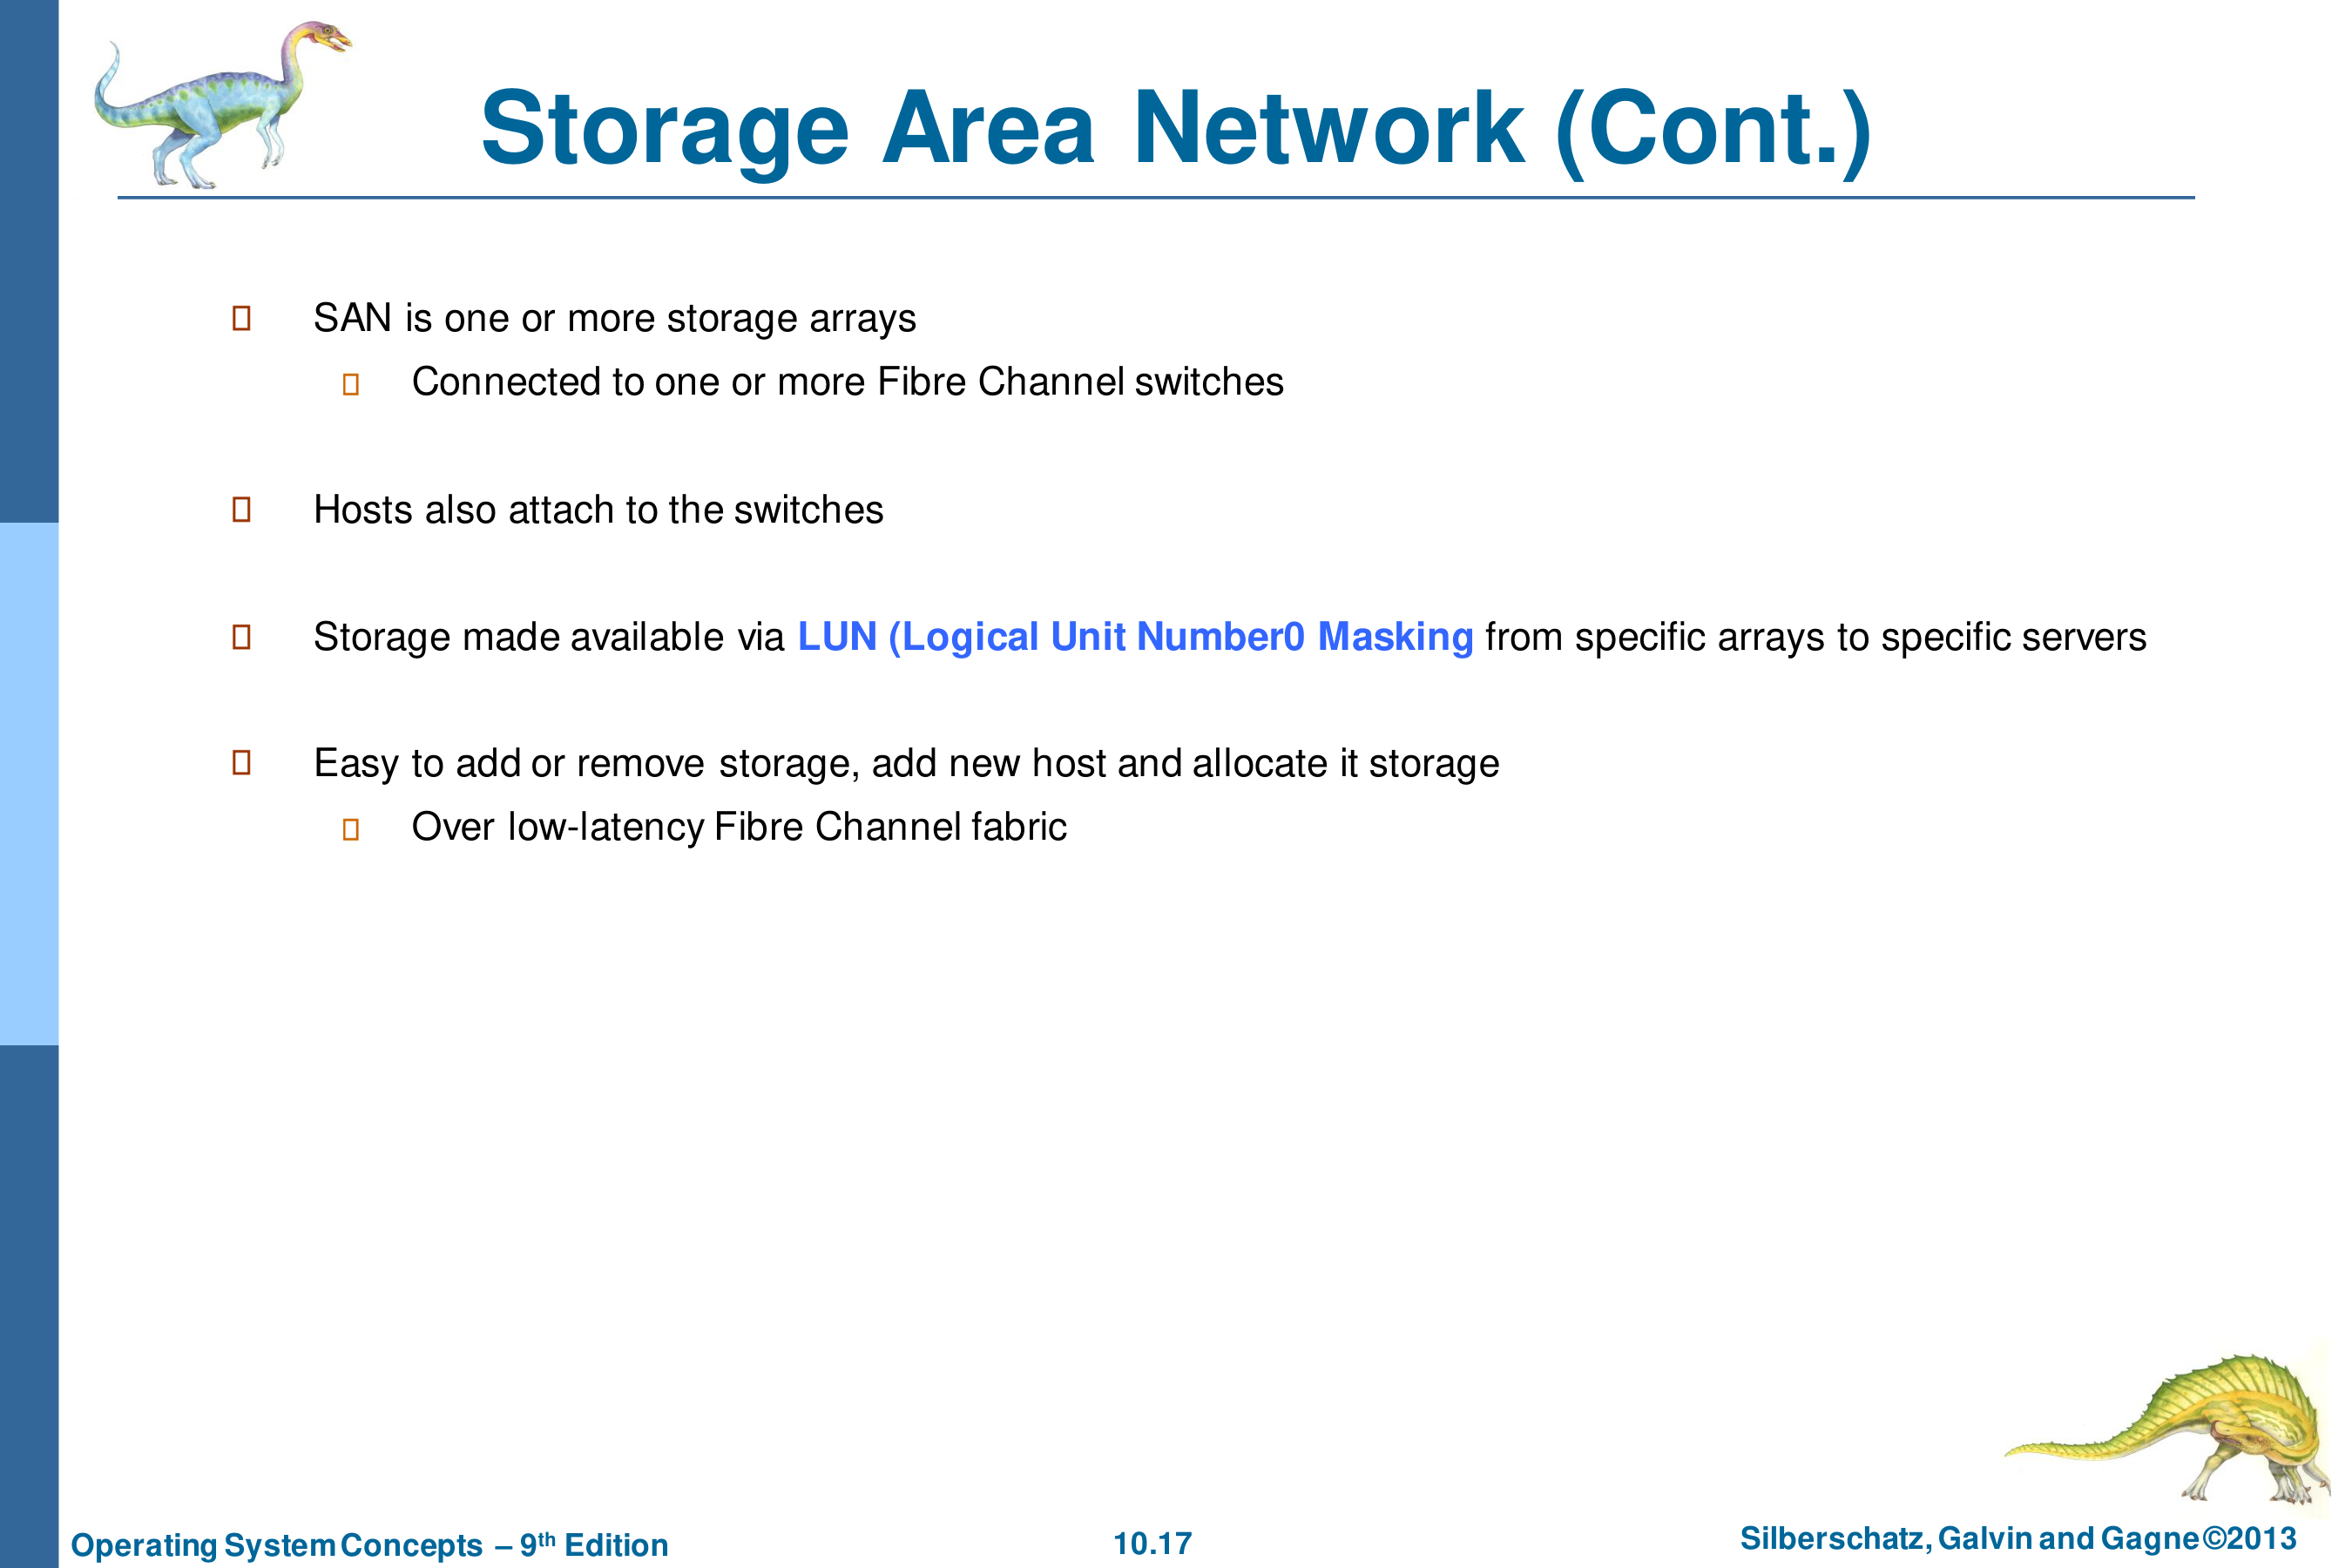 Storage Area Network (Cont.)
SAN is one or more storage arrays
Connected to one or more Fibre Channel switches
Hosts also attach to the switches
Storage made available via LUN (Logical Unit Number0 Masking from specific arrays to specific servers
Easy to add or remove storage, add new host and allocate it storage
Over low-latency Fibre Channel fabric
Operating System Concepts – 9th Edition
10.17
Silberschatz, Galvin and Gagne ©2013